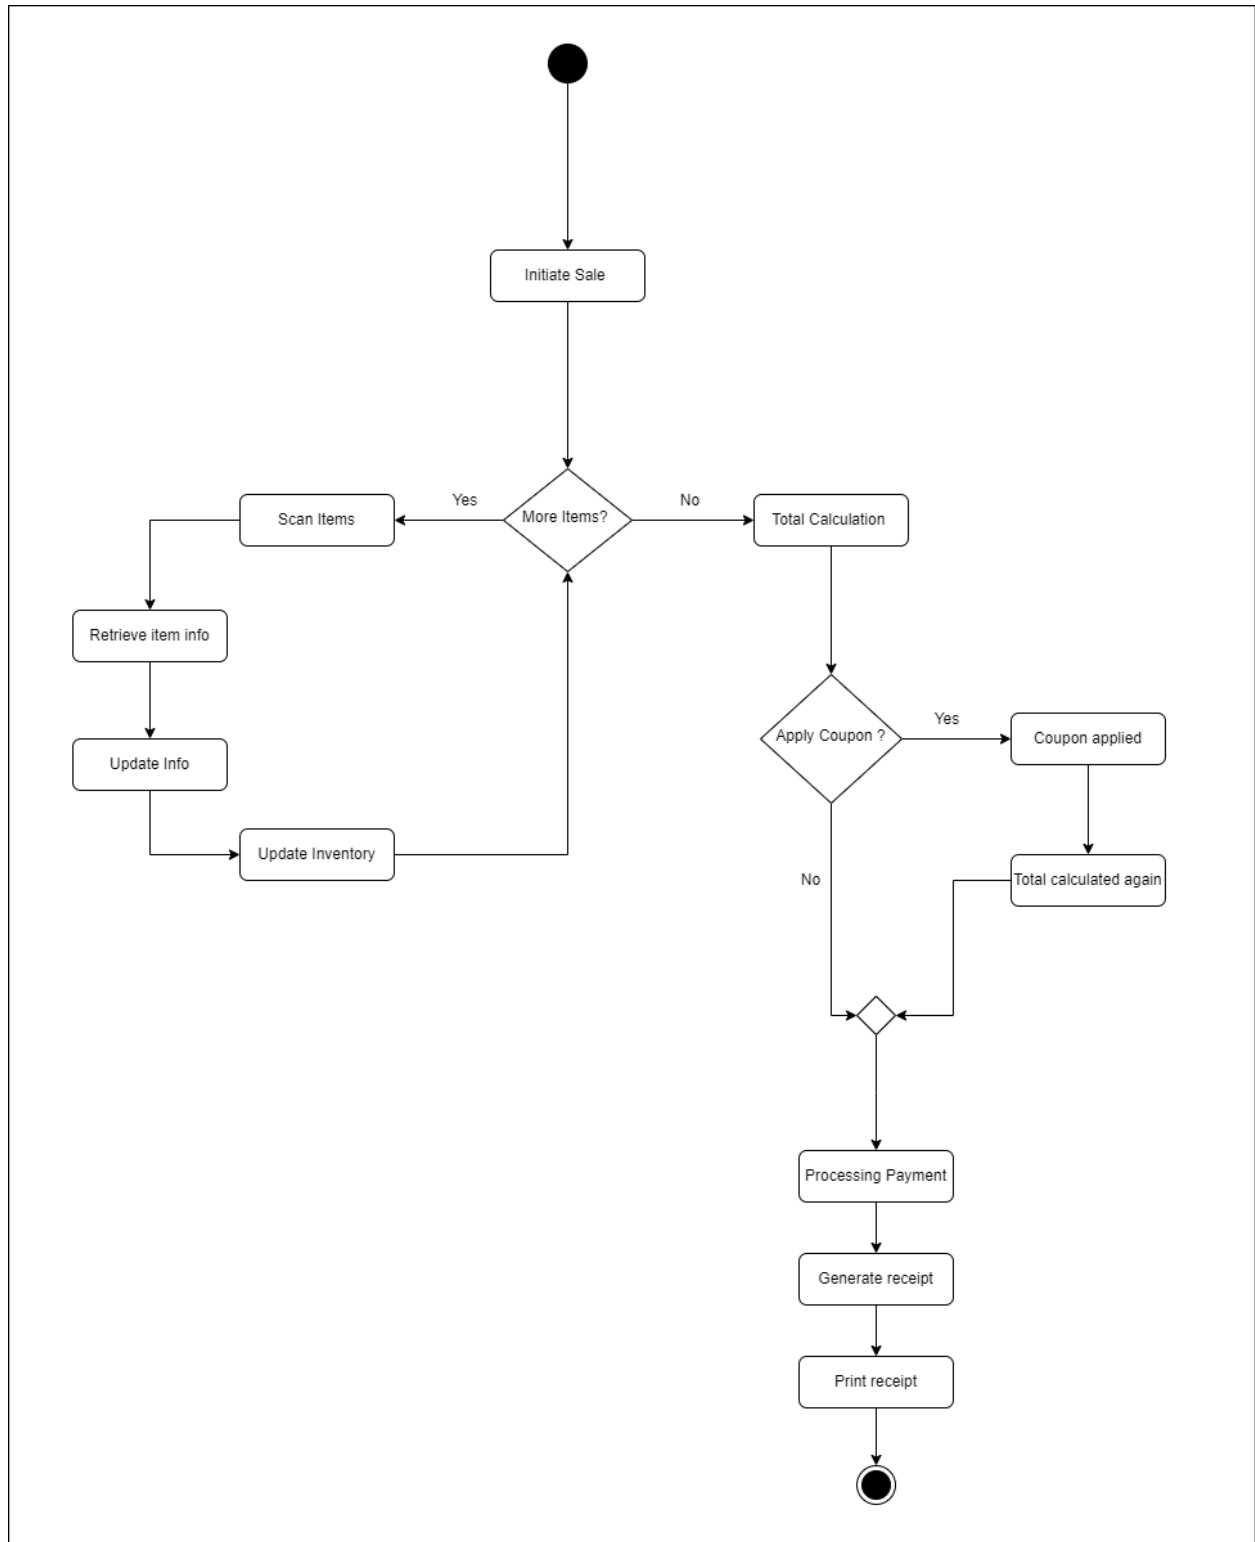 Initiate Sale
Scan Items
Yes
More Items?
No
Total Calculation
Retrieve item info
Update Info
Update Inventory
Apply Coupon ?
Yes
Coupon applied
No
Total calculated again
Processing Payment
Generate receipt
Print receipt